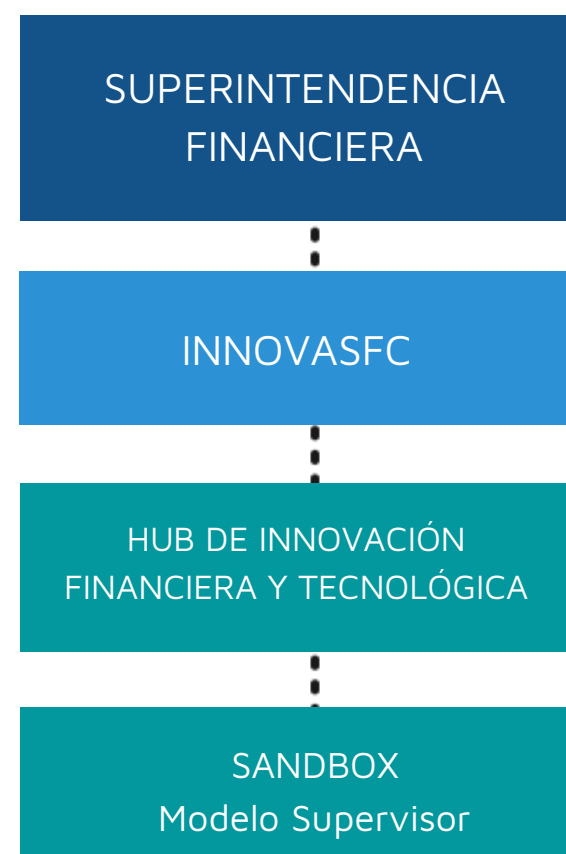 SUPERINTENDENCIA
FINANCIERA
INNOVASFC
HUB DE INNOVACIÓN
FINANCIERA Y TECNOLÓGICA
SANDBOX
Modelo Supervisor